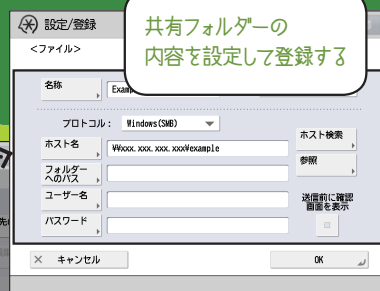 設定/登録
共有フォルダーの
内容を設定して登録する
<ファイル>
名称
Examp
プロトコル： Windows(SMB)
ホスト検索
ホスト名
¥¥xxx.xxx.xxx.xxx¥example
参照
フォルダー
へのパス
ユーザー名
送信前に確認
画面を表示
パスワード
× キャンセル
OK